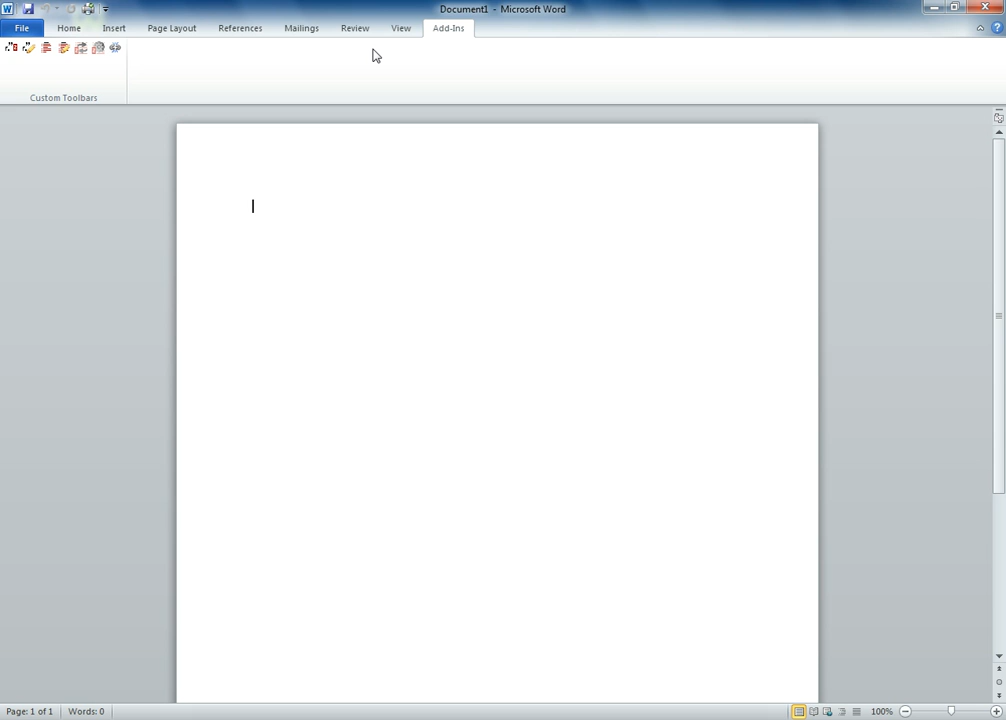 Document1 - Microsoft Word
File Home Insert Page Layout References Mailings Review View Add-Ins
Custom Toolbars
Page: 1 of 1 Words: 0 100%